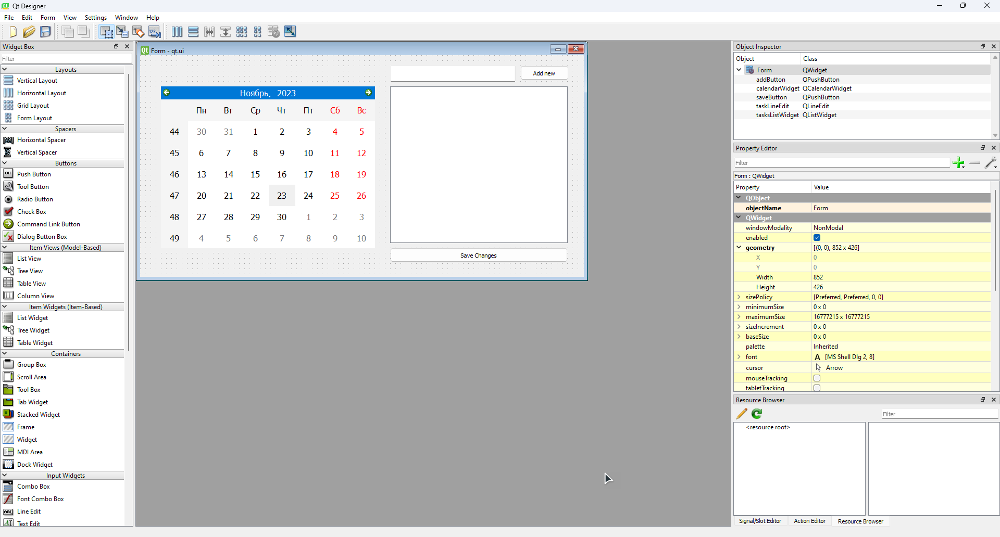 Qt Designer
File Edit Form View Settings Window Help
Widget Box
Filter
Layouts
Vertical Layout
Horizontal Layout
Grid Layout
Form Layout
Spacers
Horizontal Spacer
Vertical Spacer
Buttons
OK Push Button
Tool Button
Radio Button
Check Box
Command Link Button
Dialog Button Box
Item Views (Model-Based)
List View
Tree View
Table View
Column View
Item Widgets (Item-Based)
List Widget
Tree Widget
Table Widget
Containers
Group Box
Scroll Area
Tool Box
Tab Widget
Stacked Widget
Frame
Widget
MDI Area
Dock Widget
Input Widgets
Combo Box
Font Combo Box
Line Edit
Text Edit
Qt Form - qt.ui
Add new
Ноябрь, 2023
Пн Вт Ср Чт Пт Сб Вс
44 30 31 1 2 3 4 5
45 6 7 8 9 10 11 12
46 13 14 15 16 17 18 19
47 20 21 22 23 24 25 26
48 27 28 29 30 1 2 3
49 4 5 6 7 8 9 10
Save Changes
Object Inspector
Object Class
Form QWidget
addButton QPushButton
calendarWidget QCalendarWidget
saveButton QPushButton
taskLineEdit QLineEdit
tasksListWidget QListWidget
Property Editor
Filter
Form : QWidget
Property Value
QObject
objectName Form
QWidget
windowModality NonModal
enabled
geometry [(0, 0), 852 x 426]
X 0
Y 0
Width 852
Height 426
sizePolicy [Preferred, Preferred, 0, 0]
minimumSize 0 x 0
maximumSize 16777215 x 16777215
sizeIncrement 0 x 0
baseSize 0 x 0
palette Inherited
font A [MS Shell Dlg 2, 8]
cursor Arrow
mouseTracking
tabletTracking
Resource Browser
Filter
<resource root>
Signal/Slot Editor Action Editor Resource Browser